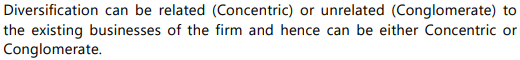 Diversification can be related (Concentric) or unrelated (Conglomerate) to
the existing businesses of the firm and hence can be either Concentric or
Conglomerate.